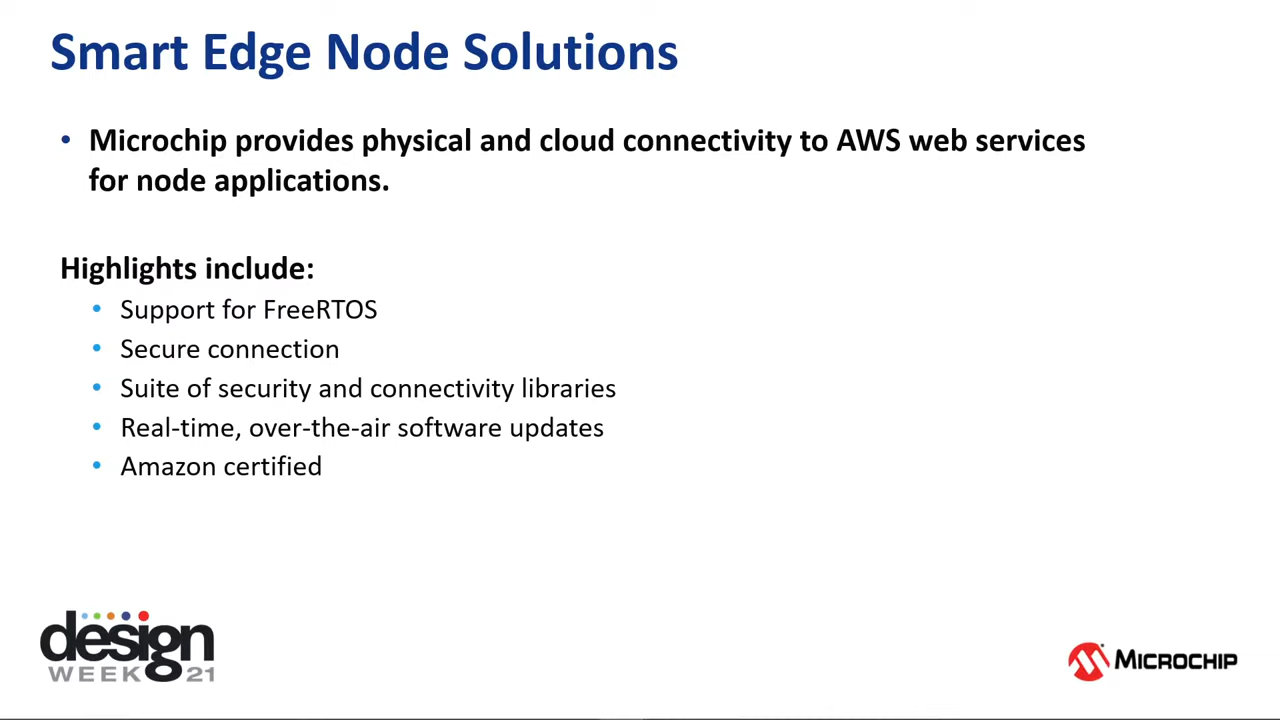 Smart Edge Node Solutions
• Microchip provides physical and cloud connectivity to AWS web services
for node applications.
Highlights include:
• Support for FreeRTOS
• Secure connection
• Suite of security and connectivity libraries
• Real-time, over-the-air software updates
• Amazon certified
design
WEEK 21
MICROCHIP